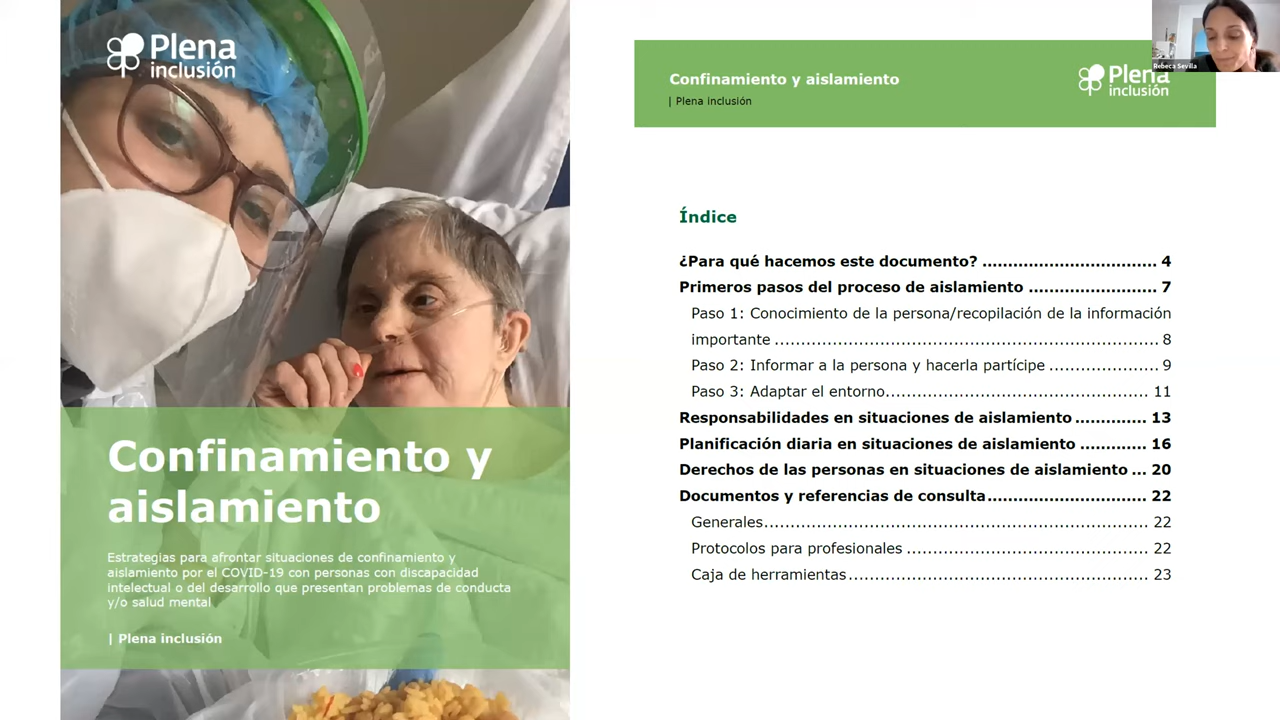 Plena
inclusión
Confinamiento y
aislamiento
Estrategias para afrontar situaciones de confinamiento y
aislamiento por el COVID-19 con personas con discapacidad
intelectual o del desarrollo que presentan problemas de conducta
y/o salud mental
| Plena inclusión
Confinamiento y aislamiento
| Plena inclusión
Plena
inclusión
Rebeca Sevilla
Índice
¿Para qué hacemos este documento? .................................. 4
Primeros pasos del proceso de aislamiento ......................... 7
Paso 1: Conocimiento de la persona/recopilación de la información
importante ........................................................................ 8
Paso 2: Informar a la persona y hacerla partícipe .................... 9
Paso 3: Adaptar el entorno................................................. 11
Responsabilidades en situaciones de aislamiento .............. 13
Planificación diaria en situaciones de aislamiento ............. 16
Derechos de las personas en situaciones de aislamiento ... 20
Documentos y referencias de consulta............................... 22
Generales......................................................................... 22
Protocolos para profesionales .............................................. 22
Caja de herramientas......................................................... 23